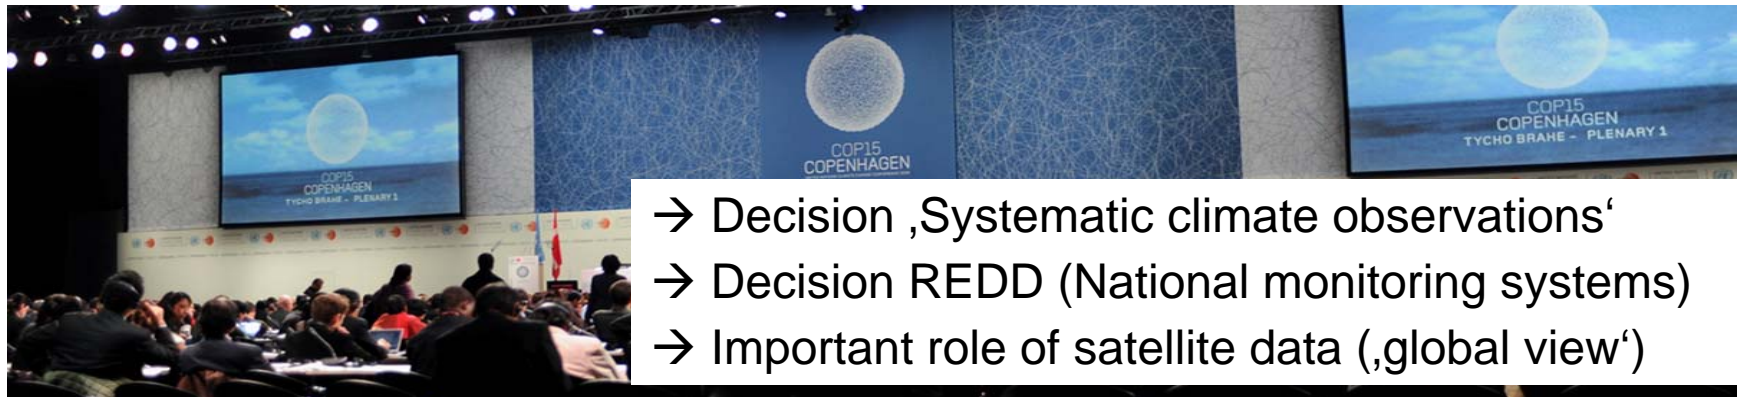 COP15
COPENHAGEN
TYCHO BRAHE – PLENARY 1
COP15
COPENHAGEN
COP15
COPENHAGEN
TYCHO BRAHE – PLENARY 1
→ Decision ‚Systematic climate observations‘
→ Decision REDD (National monitoring systems)
→ Important role of satellite data (‚global view‘)